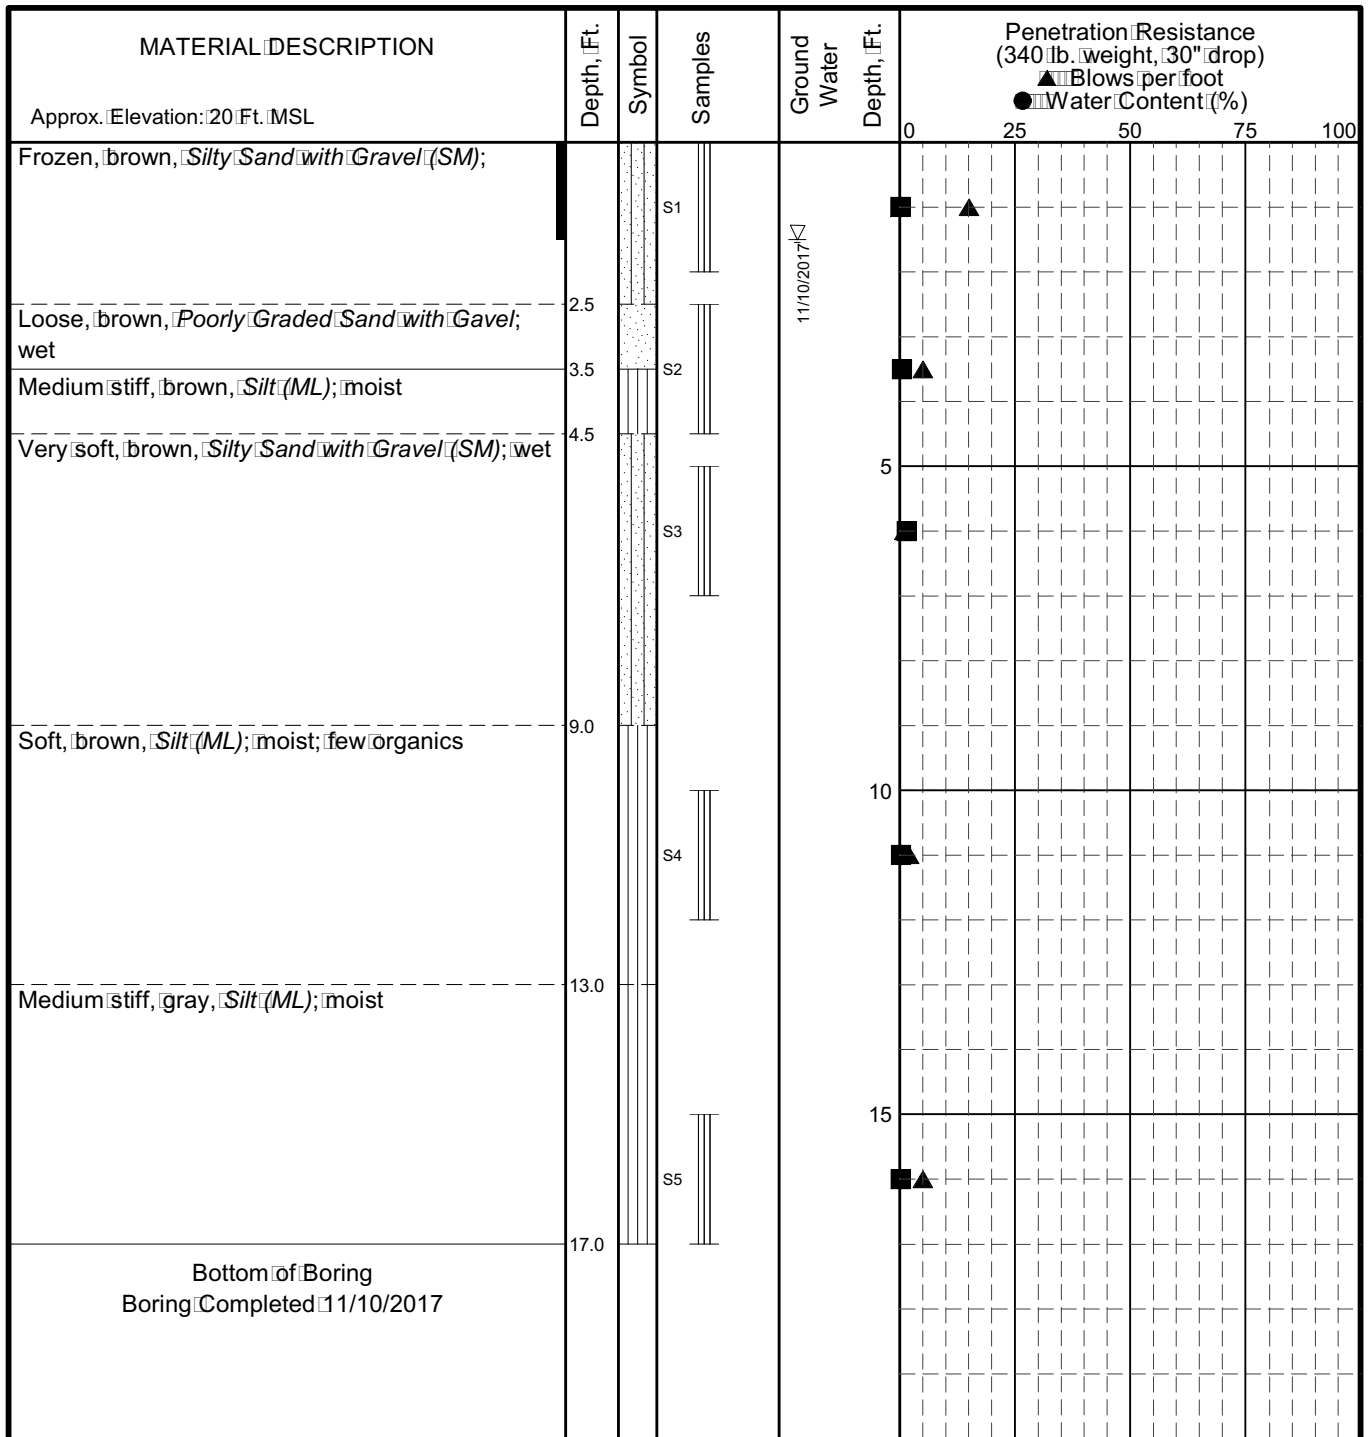 MATERIAL DESCRIPTION
Approx. Elevation: 20 Ft. MSL
Depth, Ft.
Symbol
Samples
Ground
Water
Depth, Ft.
Penetration Resistance
(340 lb. weight, 30" drop)
▲ Blows per foot
● Water Content (%)
0 25 50 75 100
Frozen, brown, Silty Sand with Gravel (SM);
S1
11/10/2017
2.5
Loose, brown, Poorly Graded Sand with Gavel;
wet
3.5
S2
Medium stiff, brown, Silt (ML); moist
4.5
Very soft, brown, Silty Sand with Gravel (SM); wet
5
S3
9.0
Soft, brown, Silt (ML); moist; few organics
10
S4
13.0
Medium stiff, gray, Silt (ML); moist
15
S5
17.0
Bottom of Boring
Boring Completed 11/10/2017